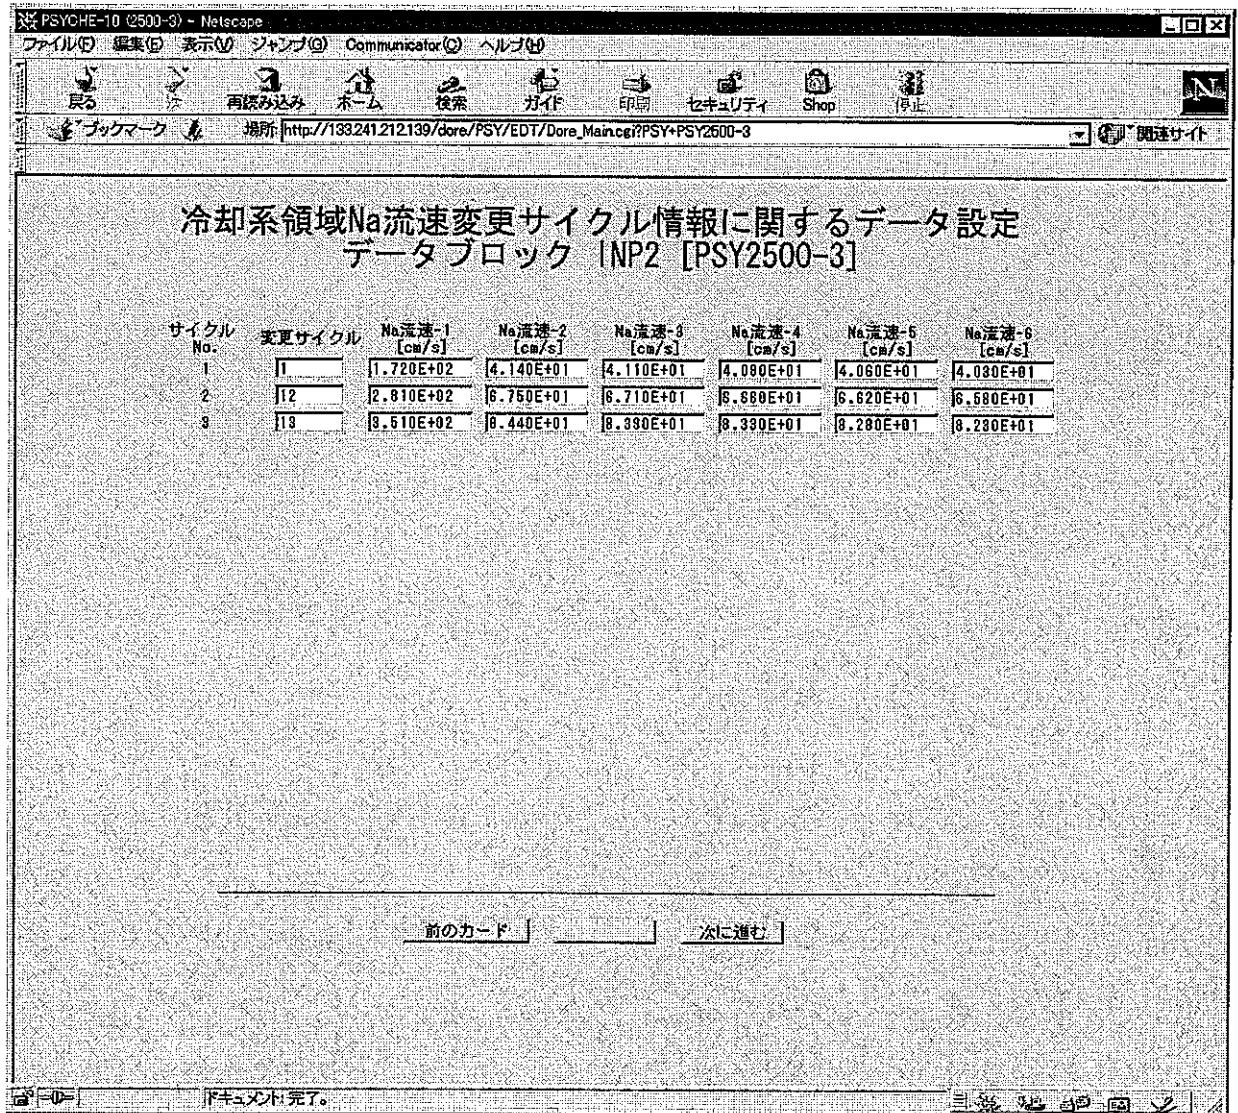 PSYCHE-10 (2500-3) - Netscape
ファイル(F) 編集(E) 表示(V) ジャンプ(G) Communicator(C) ヘルプ(H)
戻る 次 再読み込み ホーム 検索 ガイド 印刷 セキュリティ Shop 停止
ブックマーク 場所: http://133.241.212.139/dore/PSY/EDT/Dore_Main.cgi?PSY+PSY2500-3 関連サイト
冷却系領域Na流速変更サイクル情報に関するデータ設定
データブロック INP2 [PSY2500-3]
サイクル No. 変更サイクル Na流速-1 [cm/s] Na流速-2 [cm/s] Na流速-3 [cm/s] Na流速-4 [cm/s] Na流速-5 [cm/s] Na流速-6 [cm/s]
1 1 1.720E+02 4.140E+01 4.110E+01 4.080E+01 4.060E+01 4.030E+01
2 12 2.810E+02 6.750E+01 6.710E+01 6.660E+01 6.620E+01 6.580E+01
3 13 3.510E+02 8.440E+01 8.330E+01 8.280E+01 8.230E+01
前のカード 次に進む
ドキュメント: 完了。